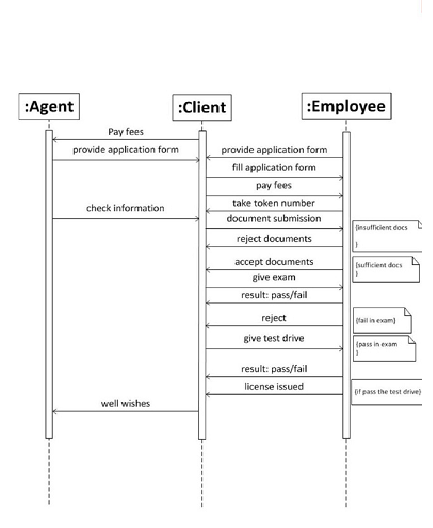 :Agent
:Client
:Employee
Pay fees
provide application form
provide application form
fill application form
pay fees
take token number
check information
document submission
{insufficiient docs
}
reject documents
accept documents
{sufficient docs
}
give exam
result:: pass/fail
reject
{fail in exam}
give test drive
{pass in exam
}
result:: pass/fail
license issued
{if pass the test drive}
well wishes